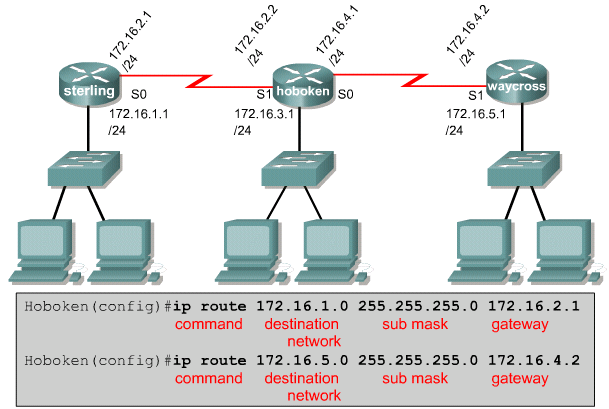 172.16.2.1
/24
172.16.2.2
/24
172.16.4.1
/24
172.16.4.2
/24
sterling
S0
S1
hoboken
S0
S1
waycross
172.16.1.1
/24
172.16.3.1
/24
172.16.5.1
/24
Hoboken(config)#ip route 172.16.1.0 255.255.255.0 172.16.2.1
command destination sub mask gateway
network
Hoboken(config)#ip route 172.16.5.0 255.255.255.0 172.16.4.2
command destination sub mask gateway
network